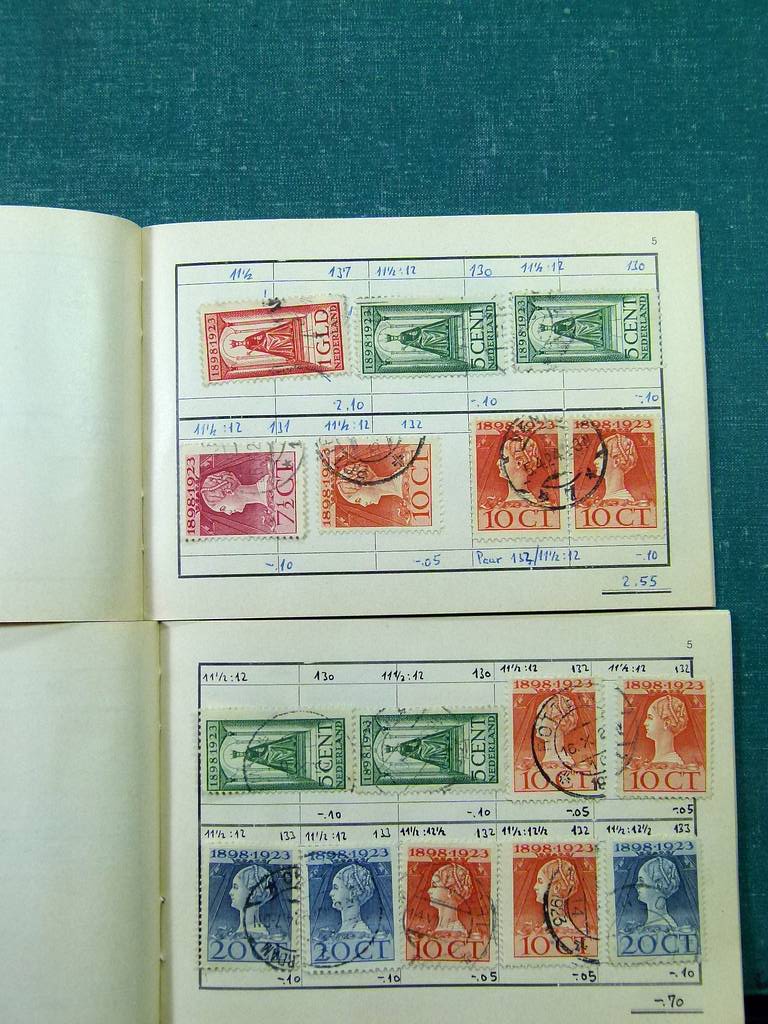 5
11½ 137 11½:12 130 11½:12 130
1898·1923 1 GLD NEDERLAND
1898·1923 5 CENT NEDERLAND
1898·1923 5 CENT NEDERLAND
2.10 -.10 -.10
11½:12 131 11½:12 132
1898·1923 7½ CT
1898·1923 10 CT
1898·1923 10 CT
1898·1923 10 CT
-.10 -.05 Paar 132/11½:12 -.10
2.55
5
11½:12 130 11½:12 130 11½:12 132 11½:12 132
1898·1923 5 CENT NEDERLAND
1898·1923 5 CENT NEDERLAND
1898·1923 10 CT
1898·1923 10 CT
-.10 -.10 -.05 -.05
11½:12 133 11½:12 133 11½:12½ 132 11½:12½ 132 11½:12½ 133
1898·1923 20 CT
1898·1923 20 CT
1898·1923 10 CT
1898·1923 10 CT
1898·1923 20 CT
-.10 -.10 -.05 -.05 -.10
-.70